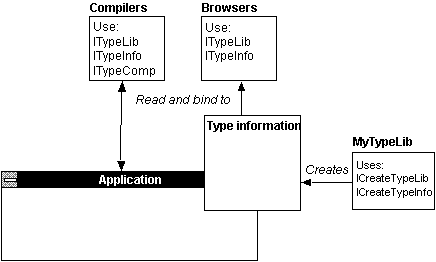 Compilers
Browsers
Use:
ITypeLib
ITypeInfo
ITypeComp
Use:
ITypeLib
ITypeInfo
Read and bind to
Type information
MyTypeLib
Creates
Uses:
ICreateTypeLib
ICreateTypeInfo
Application